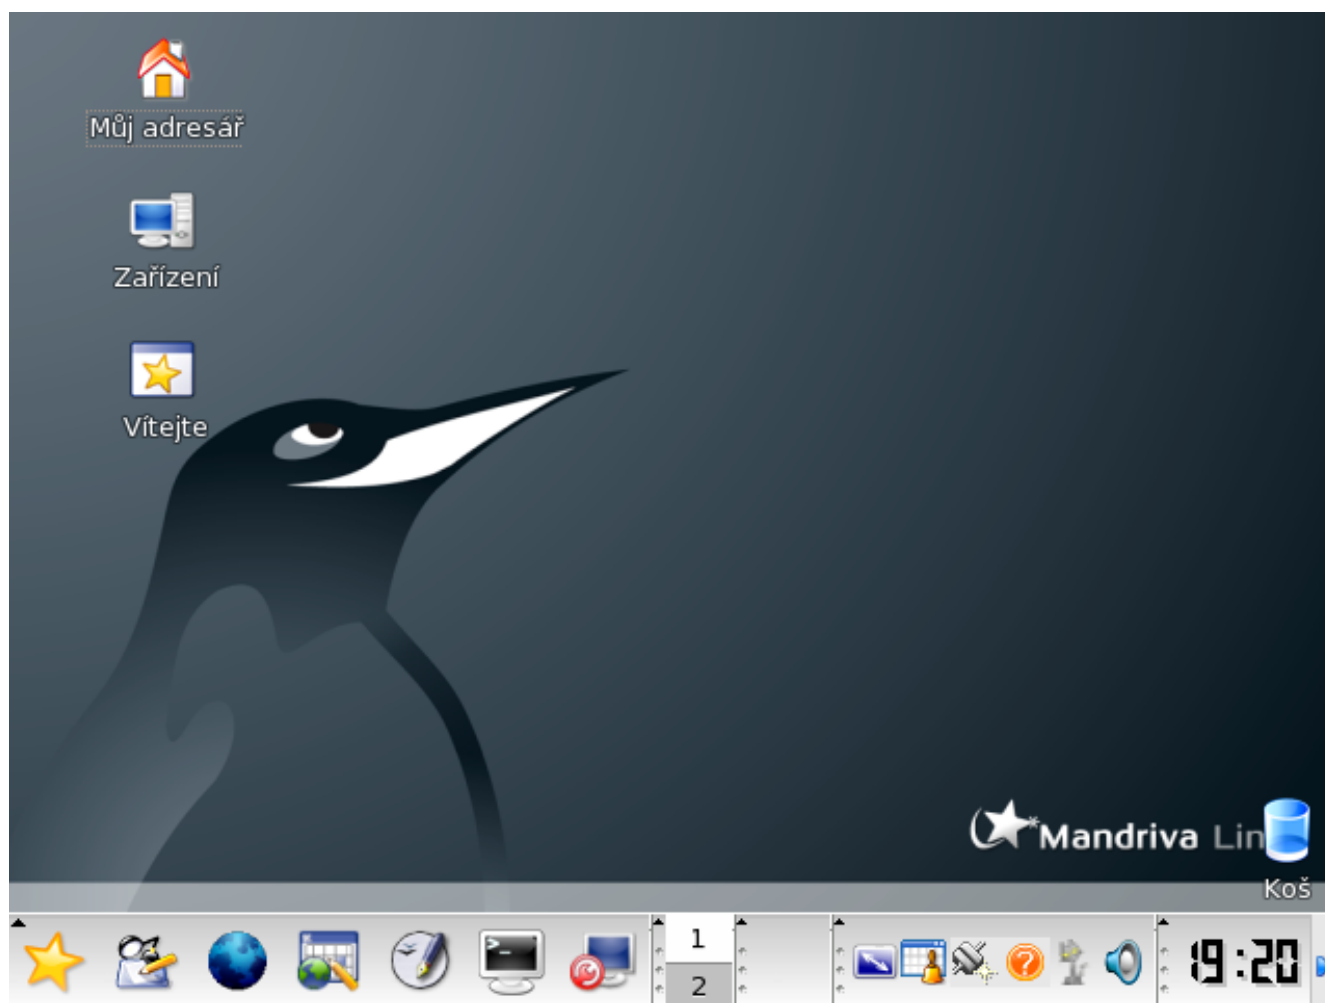 Můj adresář
Zařízení
Vítejte
Mandriva Lin
Koš
1
2
19:20